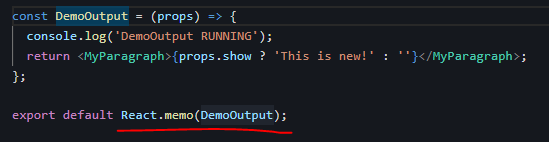 const DemoOutput = (props) => {
console.log('DemoOutput RUNNING');
return <MyParagraph>{props.show ? 'This is new!' : ''}</MyParagraph>;
};
export default React.memo(DemoOutput);